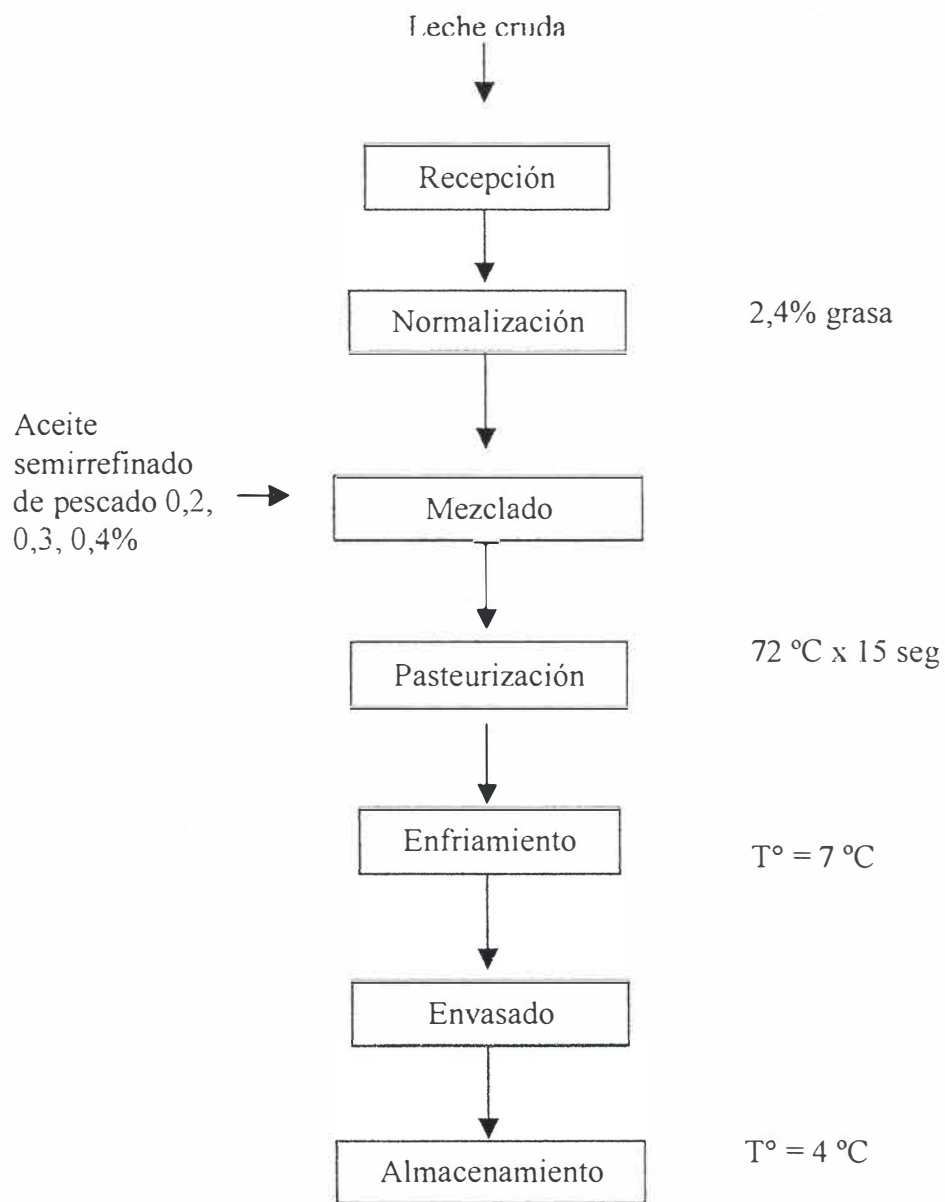 Leche cruda
Recepción
Normalización
2,4% grasa
Aceite
semirrefinado
de pescado 0,2,
0,3, 0,4%
Mezclado
Pasteurización
72 ºC x 15 seg
Enfriamiento
T° = 7 ºC
Envasado
Almacenamiento
T° = 4 ºC